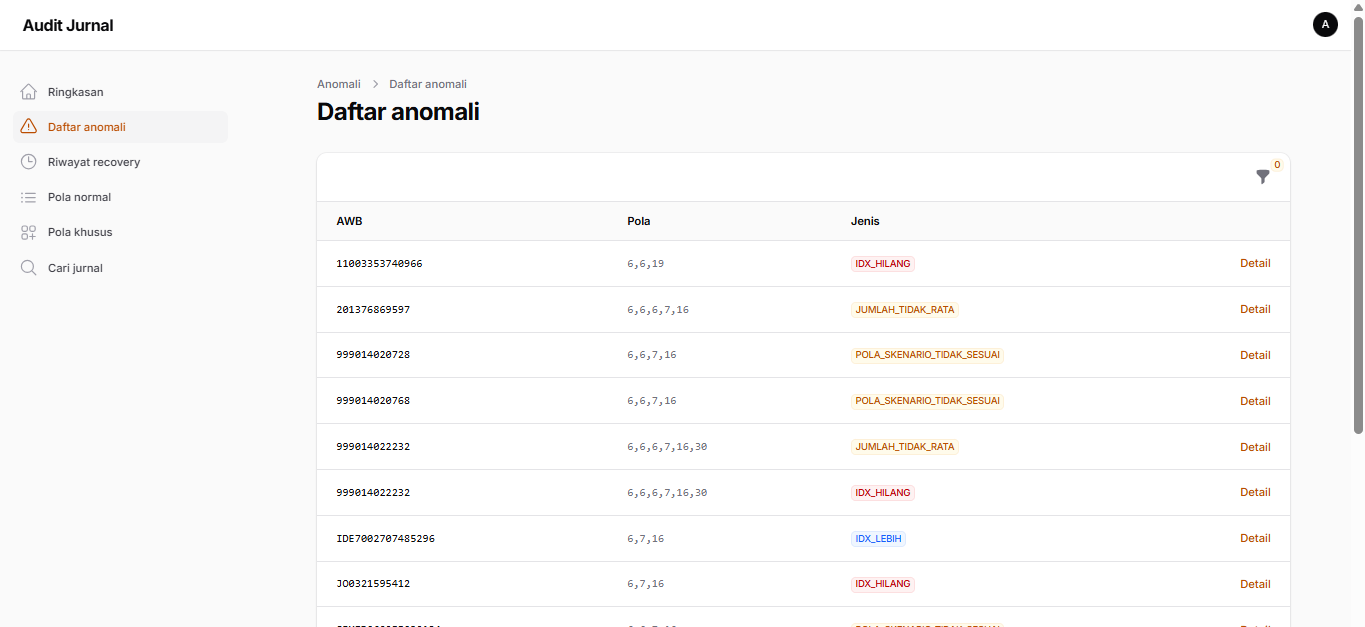 Audit Jurnal
A
Ringkasan
Daftar anomali
Riwayat recovery
Pola normal
Pola khusus
Cari jurnal
Anomali > Daftar anomali
Daftar anomali
0
AWB Pola Jenis
11003353740966 6,6,19 IDX_HILANG Detail
201376869597 6,6,6,7,16 JUMLAH_TIDAK_RATA Detail
999014020728 6,6,7,16 POLA_SKENARIO_TIDAK_SESUAI Detail
999014020768 6,6,7,16 POLA_SKENARIO_TIDAK_SESUAI Detail
999014022232 6,6,6,7,16,30 JUMLAH_TIDAK_RATA Detail
999014022232 6,6,6,7,16,30 IDX_HILANG Detail
IDE7002707485296 6,7,16 IDX_LEBIH Detail
JO0321595412 6,7,16 IDX_HILANG Detail